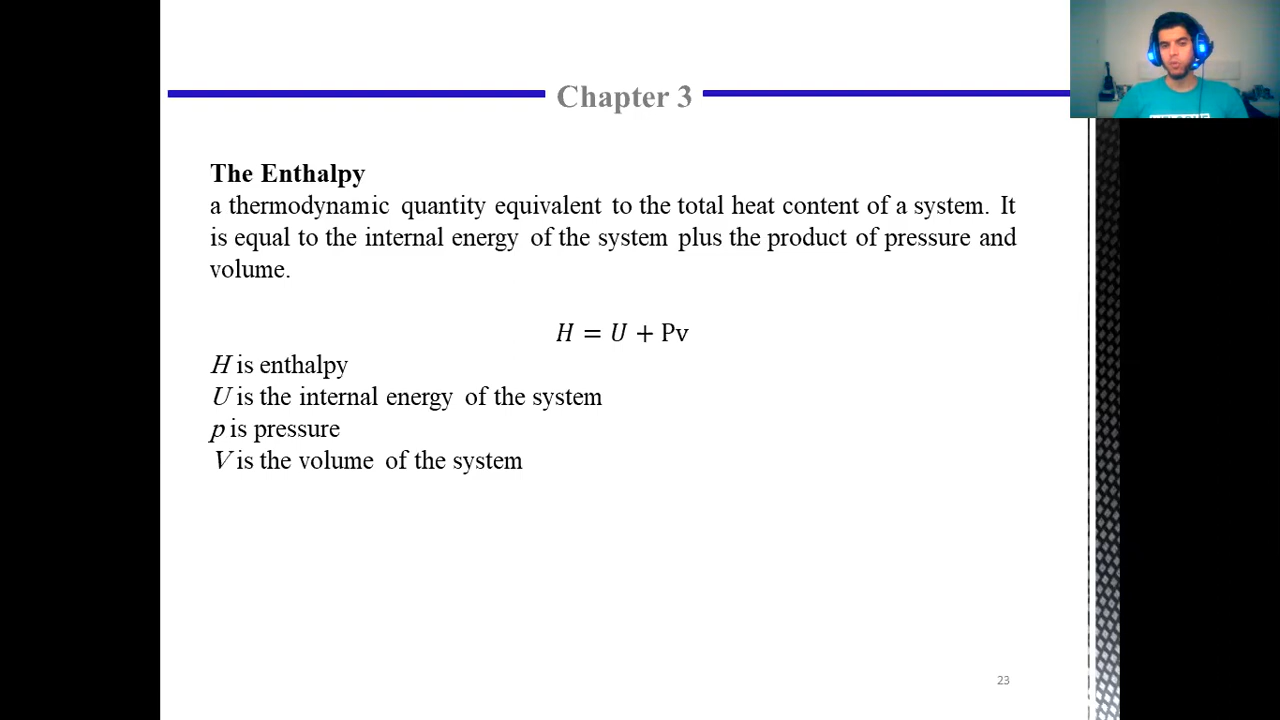 Chapter 3
The Enthalpy
a thermodynamic quantity equivalent to the total heat content of a system. It
is equal to the internal energy of the system plus the product of pressure and
volume.
H = U + Pv
H is enthalpy
U is the internal energy of the system
p is pressure
V is the volume of the system
23